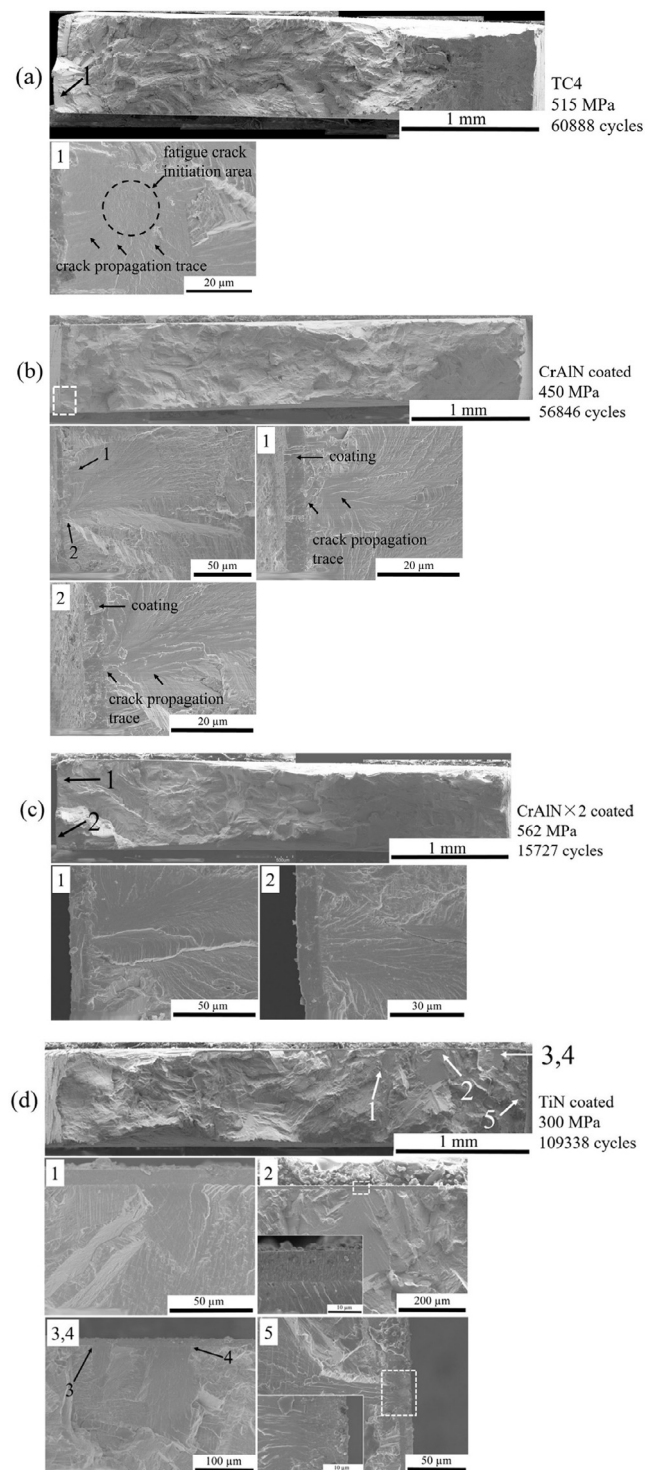 (a)
1
TC4
515 MPa
60888 cycles
1 mm
1
fatigue crack
initiation area
crack propagation trace
20 µm
(b)
CrAlN coated
450 MPa
56846 cycles
1 mm
1
2
50 µm
1
coating
crack propagation
trace
20 µm
2
coating
crack propagation
trace
20 µm
(c)
1
2
CrAlN×2 coated
562 MPa
15727 cycles
1 mm
1
50 µm
2
30 µm
(d)
1
2
3,4
5
TiN coated
300 MPa
109338 cycles
1 mm
1
50 µm
2
10 µm
200 µm
3,4
3
4
100 µm
5
10 µm
50 µm